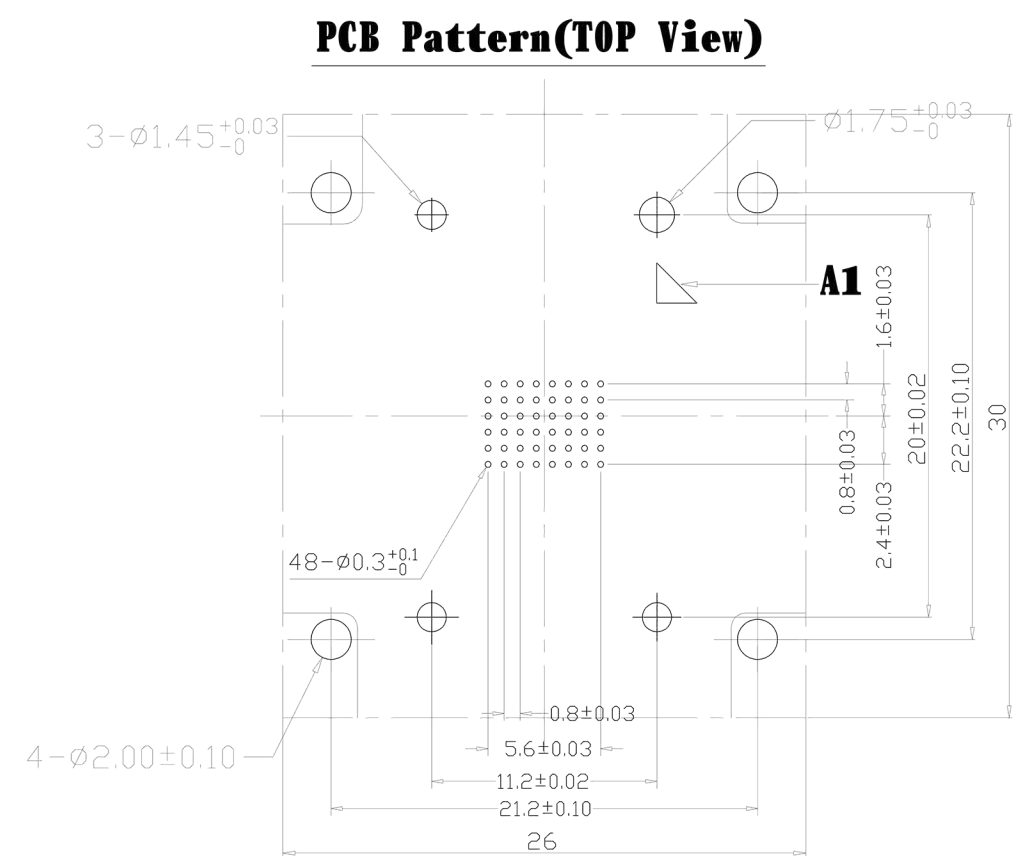 PCB Pattern(TOP View)
3-Ø1.45+0.03 -0
Ø1.75+0.03 -0
A1
1.6±0.03
20±0.02
22.2±0.10
30
0.8±0.03
2.4±0.03
48-Ø0.3+0.1 -0
0.8±0.03
4-Ø2.00±0.10
5.6±0.03
11.2±0.02
21.2±0.10
26